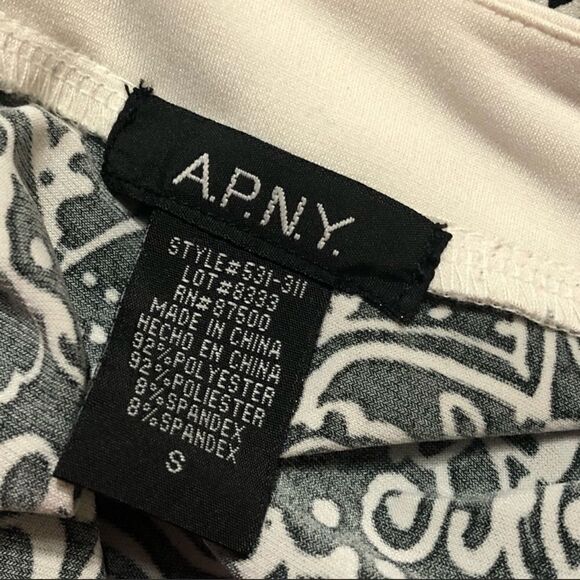 A.P.N.Y.
STYLE#531-311
LOT#8333
RN#87500
MADE IN CHINA
HECHO EN CHINA
92%POLYESTER
92%POLIESTER
8%SPANDEX
8%SPANDEX
S